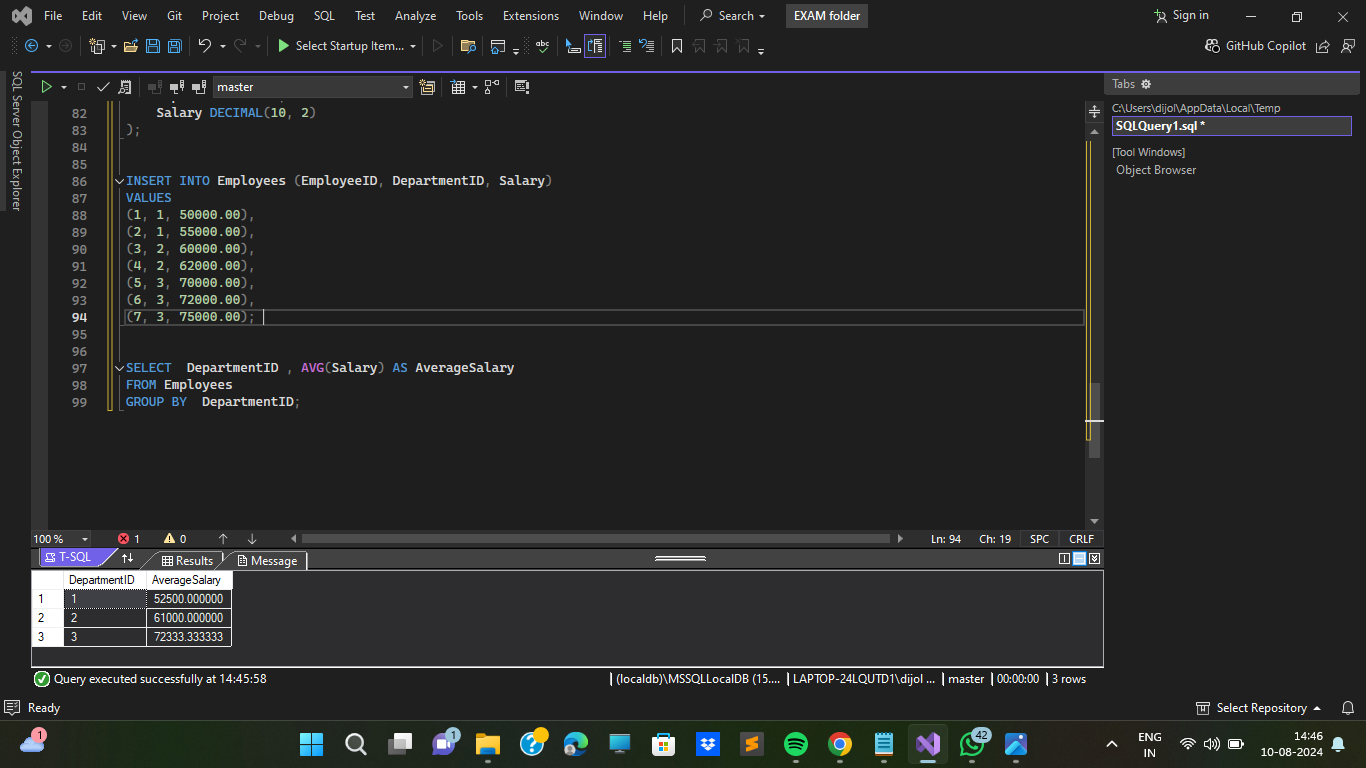 File Edit View Git Project Debug SQL Test Analyze Tools Extensions Window Help Search EXAM folder Sign in
Select Startup Item... abc GitHub Copilot
SQL Server Object Explorer
master
Tabs
C:\Users\dijol\AppData\Local\Temp
SQLQuery1.sql *
[Tool Windows]
Object Browser
82 Salary DECIMAL(10, 2)
83 );
84
85
86 INSERT INTO Employees (EmployeeID, DepartmentID, Salary)
87 VALUES
88 (1, 1, 50000.00),
89 (2, 1, 55000.00),
90 (3, 2, 60000.00),
91 (4, 2, 62000.00),
92 (5, 3, 70000.00),
93 (6, 3, 72000.00),
94 (7, 3, 75000.00);
95
96
97 SELECT DepartmentID , AVG(Salary) AS AverageSalary
98 FROM Employees
99 GROUP BY DepartmentID;
100 % 1 0 Ln: 94 Ch: 19 SPC CRLF
T-SQL Results Message
DepartmentID AverageSalary
1 1 52500.000000
2 2 61000.000000
3 3 72333.333333
Query executed successfully at 14:45:58 (localdb)\MSSQLLocalDB (15.... LAPTOP-24LQUTD1\dijol ... master 00:00:00 3 rows
Ready Select Repository
1 1 42 ENG IN 14:46 10-08-2024